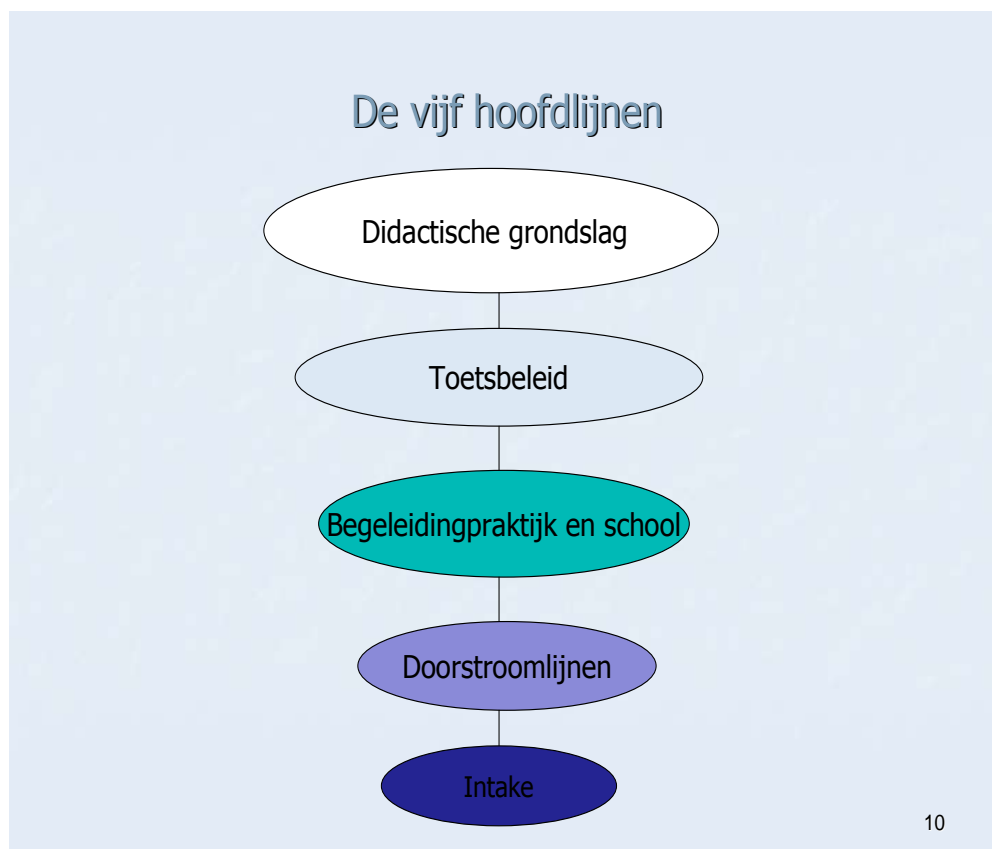 De vijf hoofdlijnen
Didactische grondslag
Toetsbeleid
Begeleidingpraktijk en school
Doorstroomlijnen
Intake
10